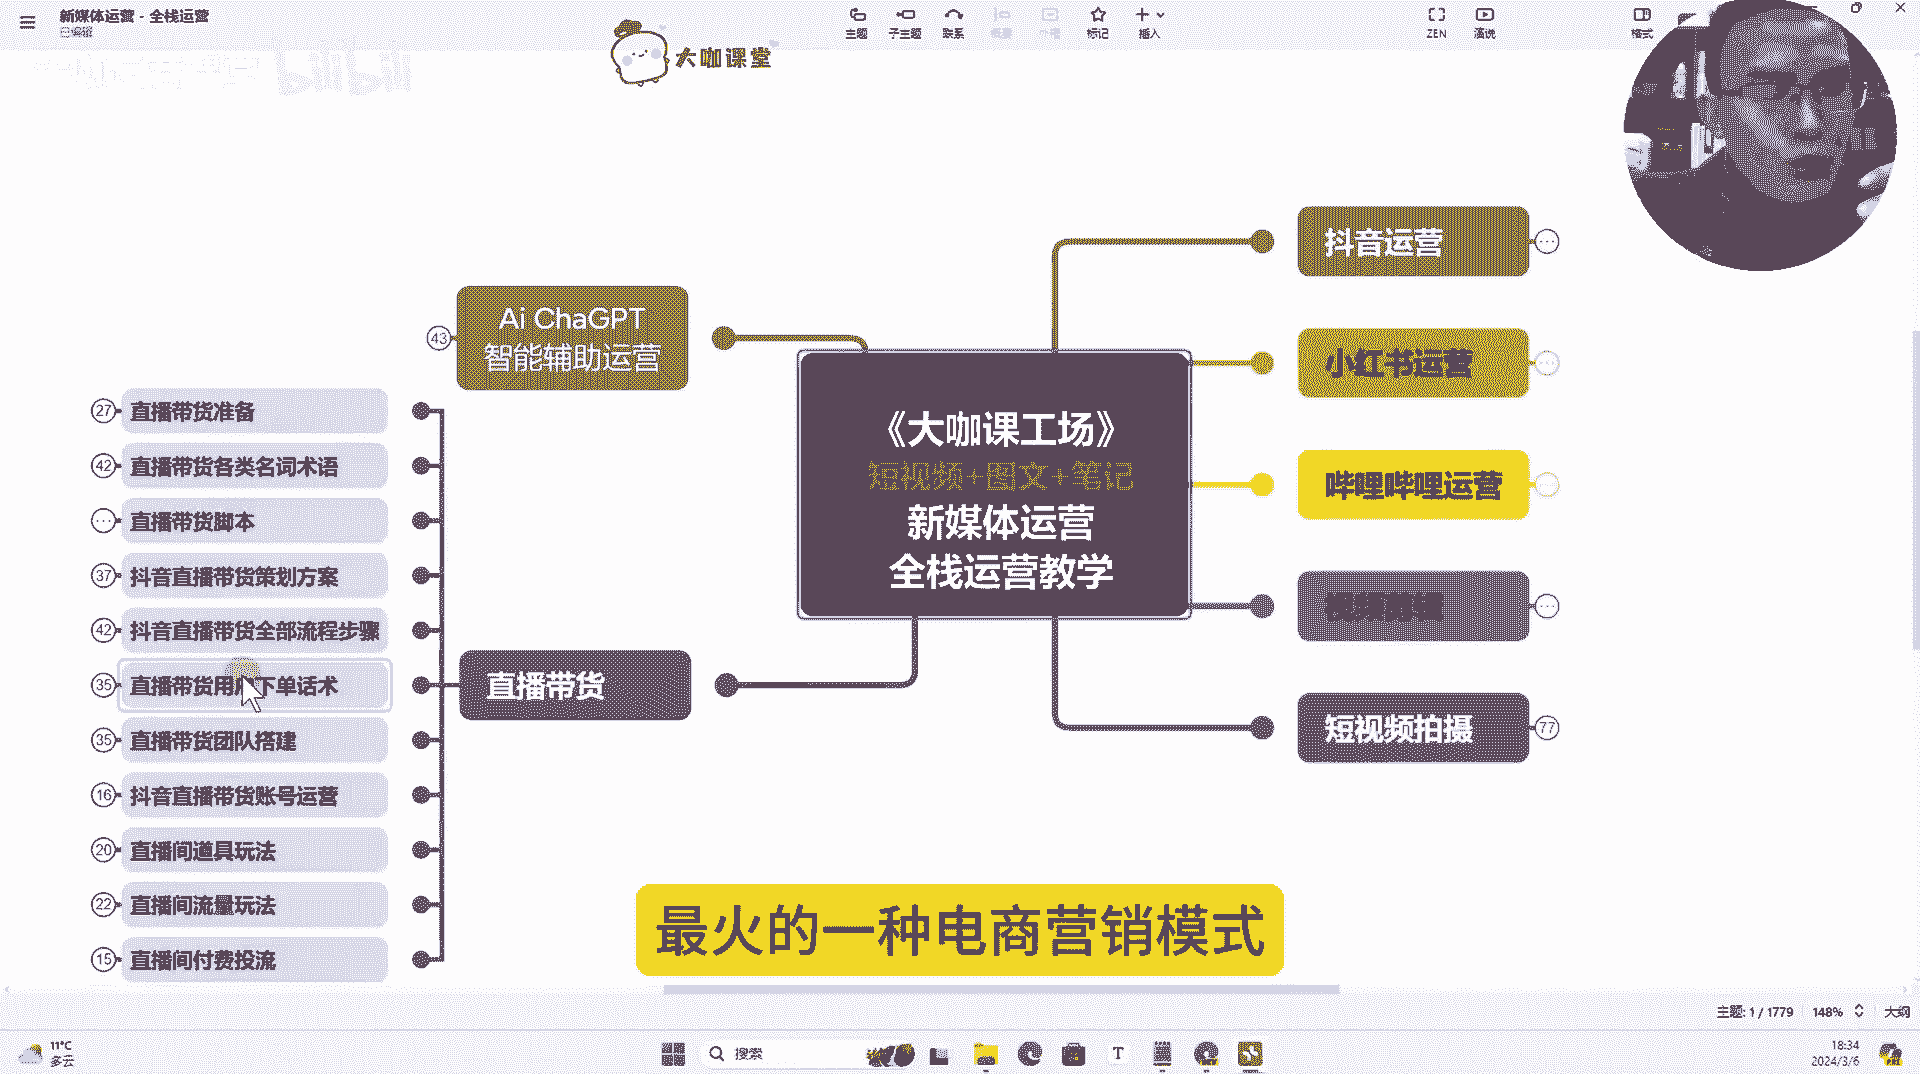 新媒体运营 - 全栈运营
已编辑
主题
子主题
联系
概要
外框
标记
插入
ZEN
演说
格式
大咖课堂
bilibili
抖音运营
小红书运营
哔哩哔哩运营
视频剪辑
短视频拍摄
77
《大咖课工场》
短视频+图文+笔记
新媒体运营
全栈运营教学
43
Ai ChaGPT
智能辅助运营
直播带货
27
直播带货准备
42
直播带货各类名词术语
直播带货脚本
37
抖音直播带货策划方案
42
抖音直播带货全部流程步骤
35
直播带货用户下单话术
35
直播带货团队搭建
16
抖音直播带货账号运营
20
直播间道具玩法
22
直播间流量玩法
15
直播间付费投流
最火的一种电商营销模式
主题: 1 / 1779
148%
大纲
11°C
多云
搜索
18:34
2024/3/6